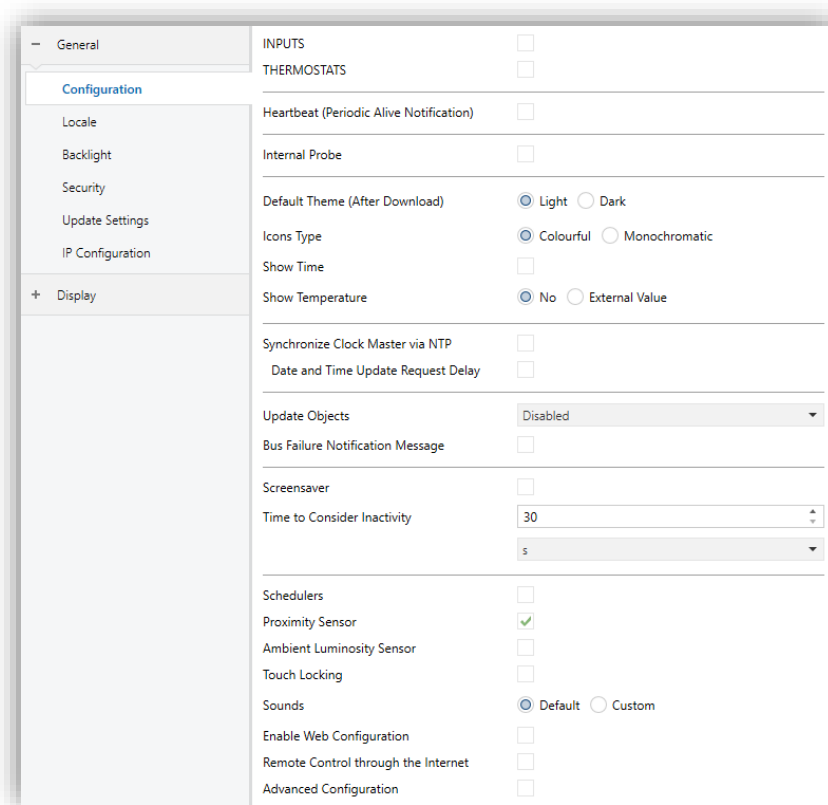 − General
Configuration
Locale
Backlight
Security
Update Settings
IP Configuration
+ Display
INPUTS
THERMOSTATS
Heartbeat (Periodic Alive Notification)
Internal Probe
Default Theme (After Download) Light Dark
Icons Type Colourful Monochromatic
Show Time
Show Temperature No External Value
Synchronize Clock Master via NTP
Date and Time Update Request Delay
Update Objects Disabled
Bus Failure Notification Message
Screensaver
Time to Consider Inactivity 30
s
Schedulers
Proximity Sensor
Ambient Luminosity Sensor
Touch Locking
Sounds Default Custom
Enable Web Configuration
Remote Control through the Internet
Advanced Configuration